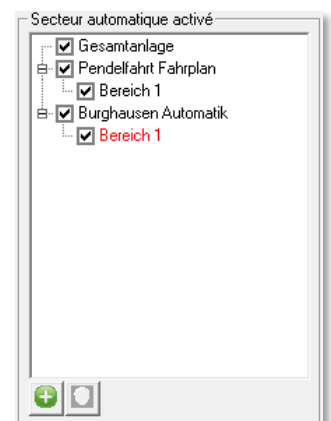 Secteur automatique activé
Gesamtanlage
Pendelfahrt Fahrplan
Bereich 1
Burghausen Automatik
Bereich 1